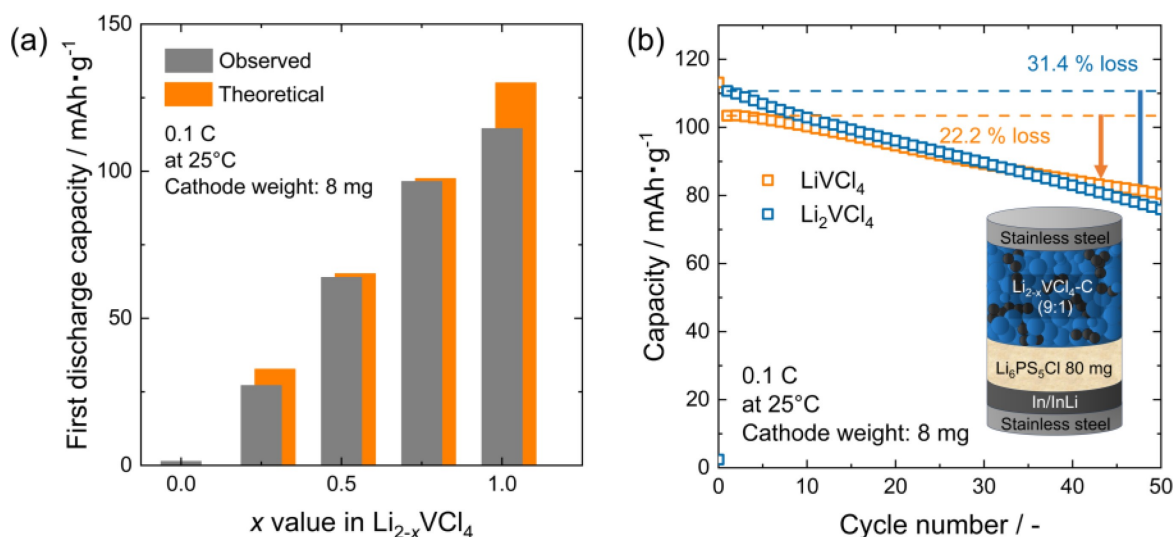 (a)
First discharge capacity / mAh·g⁻¹
150
100
50
0
Observed
Theoretical
0.1 C
at 25°C
Cathode weight: 8 mg
0.0
0.5
1.0
x value in Li₂₋ₓVCl₄
(b)
Capacity / mAh·g⁻¹
120
100
80
60
40
20
0
31.4 % loss
22.2 % loss
LiVCl₄
Li₂VCl₄
Stainless steel
Li₂₋ₓVCl₄-C
(9:1)
Li₆PS₅Cl 80 mg
In/InLi
Stainless steel
0.1 C
at 25°C
Cathode weight: 8 mg
0
10
20
30
40
50
Cycle number / -